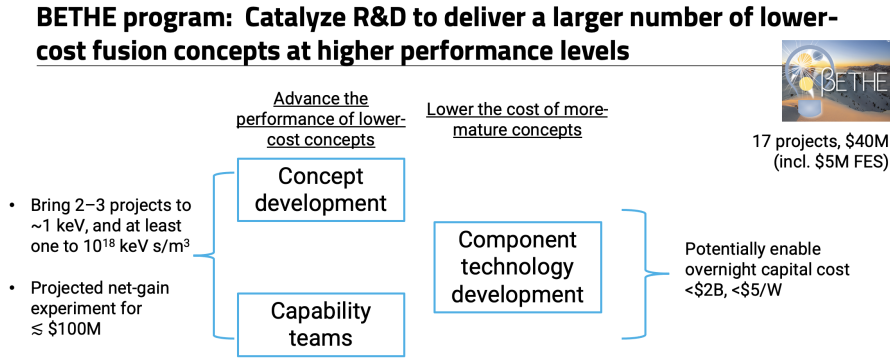 BETHE program:  Catalyze R&D to deliver a larger number of lower-
cost fusion concepts at higher performance levels
βETHE
17 projects, $40M
(incl. $5M FES)
Advance the
performance of lower-
cost concepts
Lower the cost of more-
mature concepts
Concept
development
• Bring 2–3 projects to
~1 keV, and at least
one to 10¹⁸ keV s/m³
• Projected net-gain
experiment for
≲ $100M
Component
technology
development
Capability
teams
Potentially enable
overnight capital cost
<$2B, <$5/W